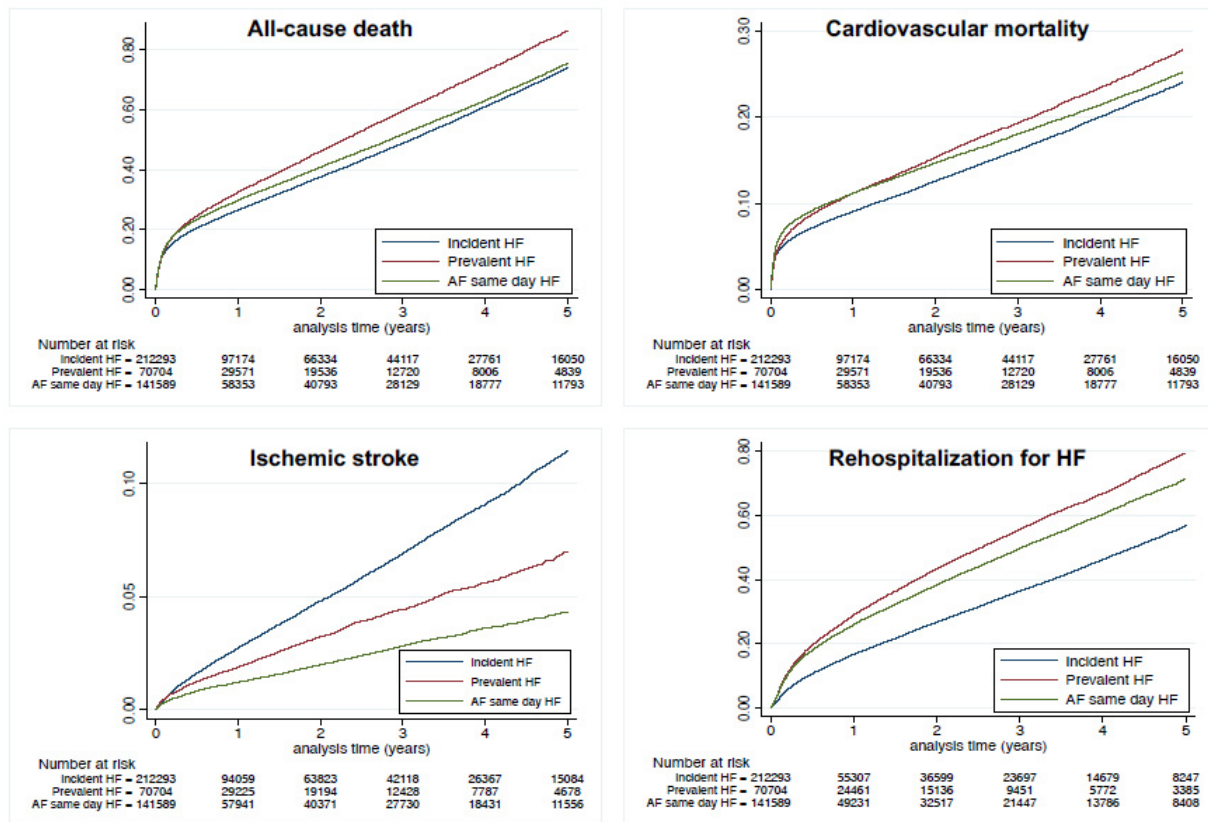 All-cause death
0.80
0.60
0.40
0.20
0.00
Incident HF
Prevalent HF
AF same day HF
0 1 2 3 4 5
analysis time (years)
Number at risk
Incident HF = 212293 97174 66334 44117 27761 16050
Prevalent HF = 70704 29571 19536 12720 8006 4839
AF same day HF = 141589 58353 40793 28129 18777 11793
Cardiovascular mortality
0.30
0.20
0.10
0.00
Incident HF
Prevalent HF
AF same day HF
0 1 2 3 4 5
analysis time (years)
Number at risk
Incident HF = 212293 97174 66334 44117 27761 16050
Prevalent HF = 70704 29571 19536 12720 8006 4839
AF same day HF = 141589 58353 40793 28129 18777 11793
Ischemic stroke
0.10
0.05
0.00
Incident HF
Prevalent HF
AF same day HF
0 1 2 3 4 5
analysis time (years)
Number at risk
Incident HF = 212293 94059 63823 42118 26367 15084
Prevalent HF = 70704 29225 19194 12428 7787 4678
AF same day HF = 141589 57941 40371 27730 18431 11556
Rehospitalization for HF
0.80
0.60
0.40
0.20
0.00
Incident HF
Prevalent HF
AF same day HF
0 1 2 3 4 5
analysis time (years)
Number at risk
Incident HF = 212293 55307 36599 23697 14679 8247
Prevalent HF = 70704 24461 15136 9451 5772 3385
AF same day HF = 141589 49231 32517 21447 13786 8408